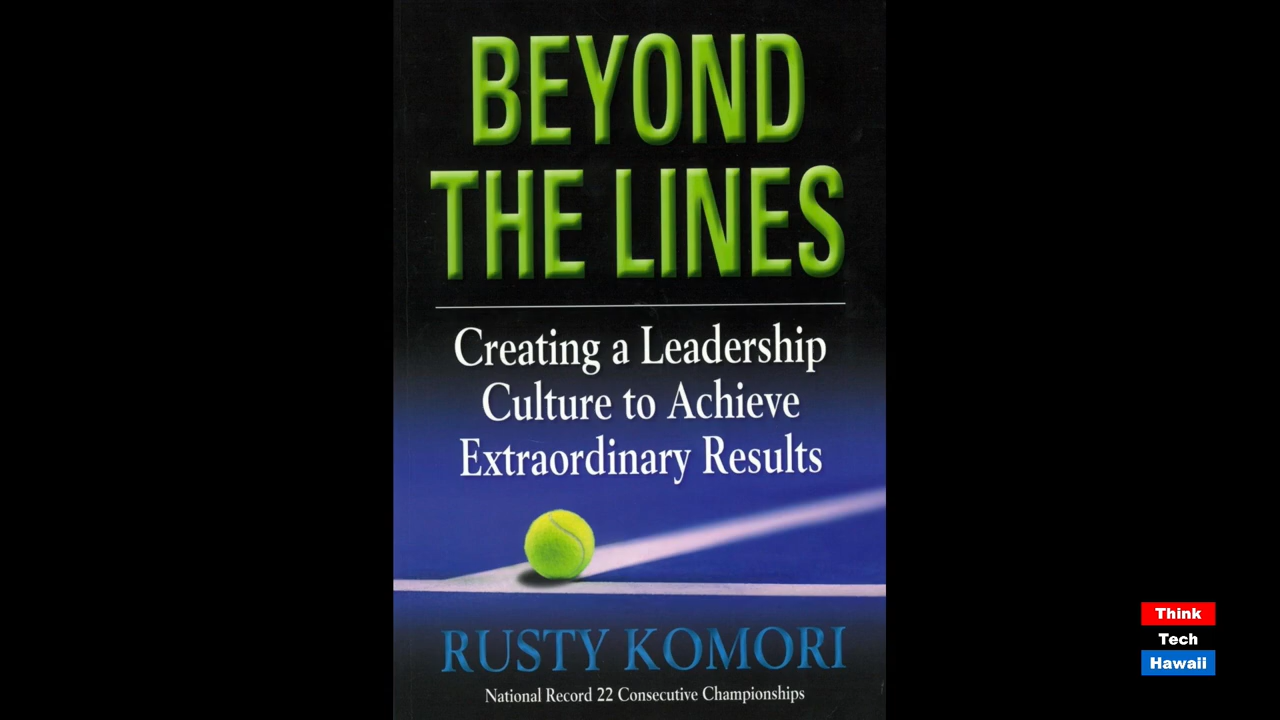 BEYOND
THE LINES
Creating a Leadership
Culture to Achieve
Extraordinary Results
RUSTY KOMORI
National Record 22 Consecutive Championships
Think
Tech
Hawaii